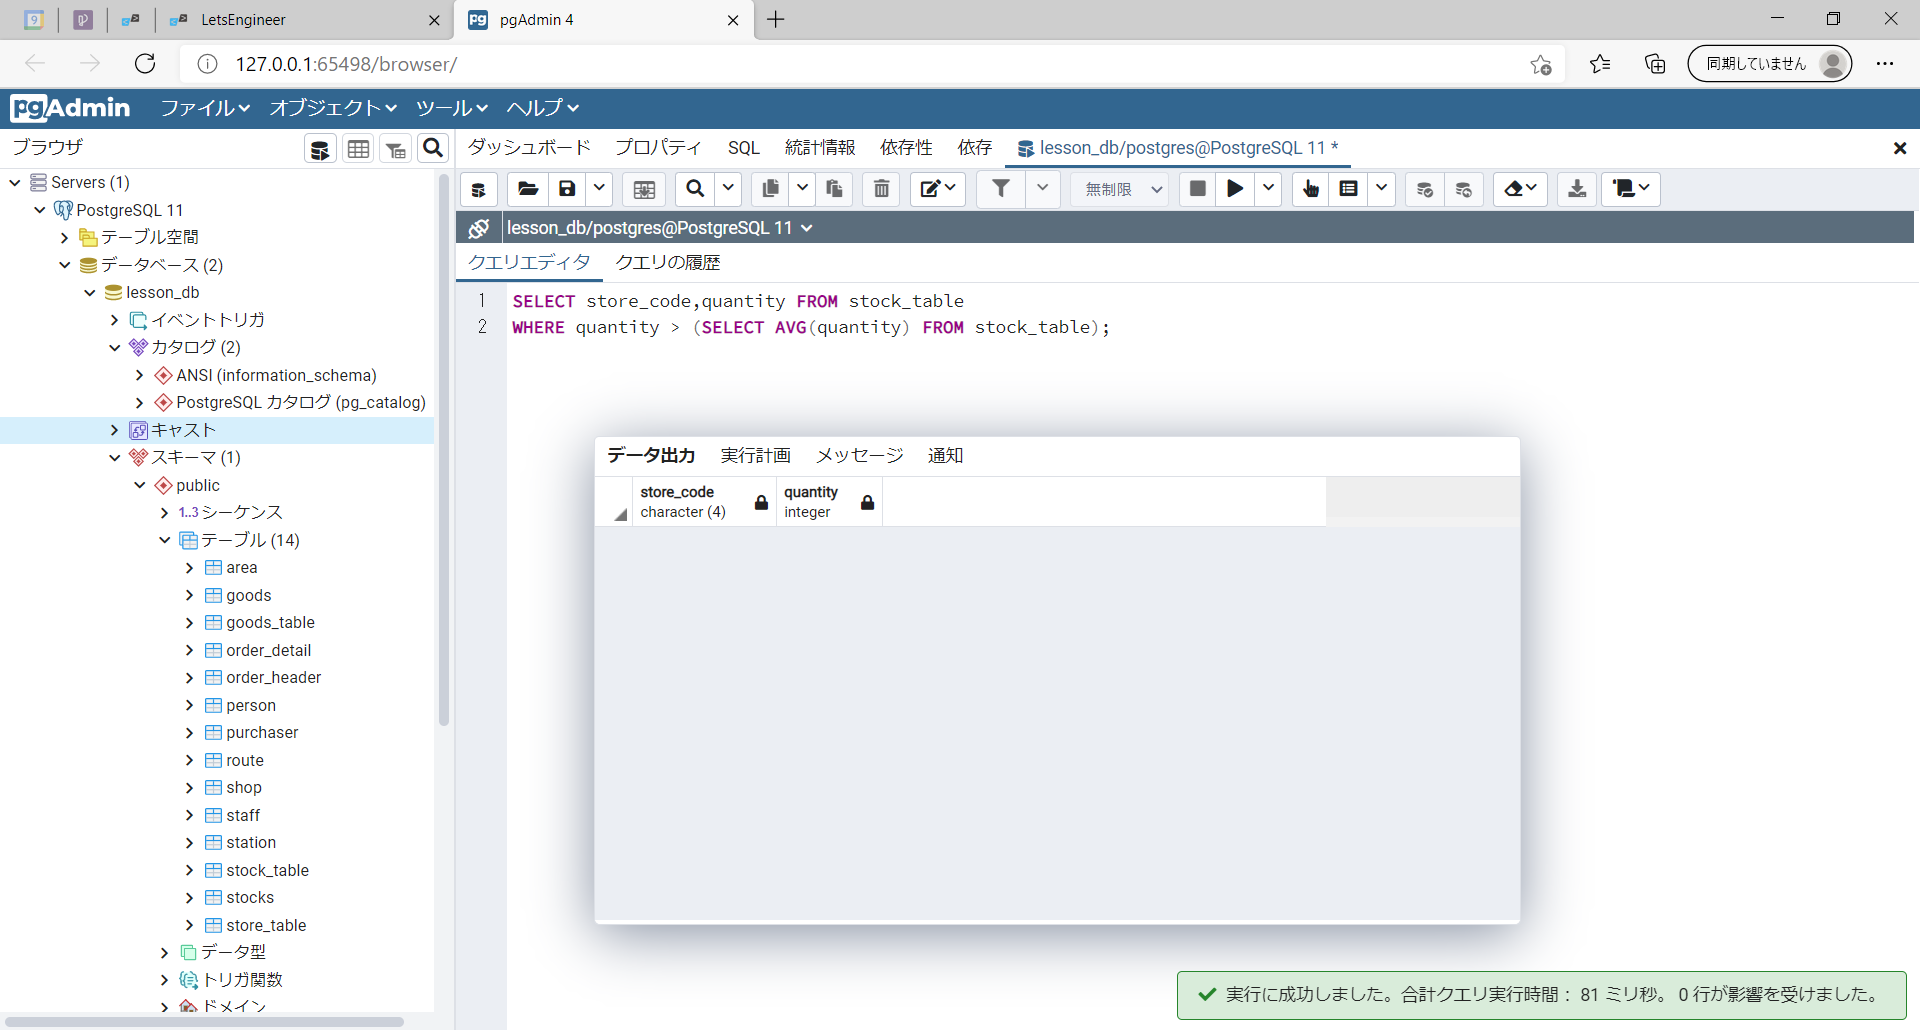 LetsEngineer
pgAdmin 4
127.0.0.1:65498/browser/
同期していません
pgAdmin
ファイル
オブジェクト
ツール
ヘルプ
ブラウザ
ダッシュボード
プロパティ
SQL
統計情報
依存性
依存
lesson_db/postgres@PostgreSQL 11 *
無制限
lesson_db/postgres@PostgreSQL 11
クエリエディタ
クエリの履歴
1 SELECT store_code,quantity FROM stock_table
2 WHERE quantity > (SELECT AVG(quantity) FROM stock_table);
Servers (1)
PostgreSQL 11
テーブル空間
データベース (2)
lesson_db
イベントトリガ
カタログ (2)
ANSI (information_schema)
PostgreSQL カタログ (pg_catalog)
キャスト
スキーマ (1)
public
1..3 シーケンス
テーブル (14)
area
goods
goods_table
order_detail
order_header
person
purchaser
route
shop
staff
station
stock_table
stocks
store_table
データ型
トリガ関数
ドメイン
データ出力
実行計画
メッセージ
通知
store_code
character (4)
quantity
integer
実行に成功しました。合計クエリ実行時間： 81 ミリ秒。 0 行が影響を受けました。